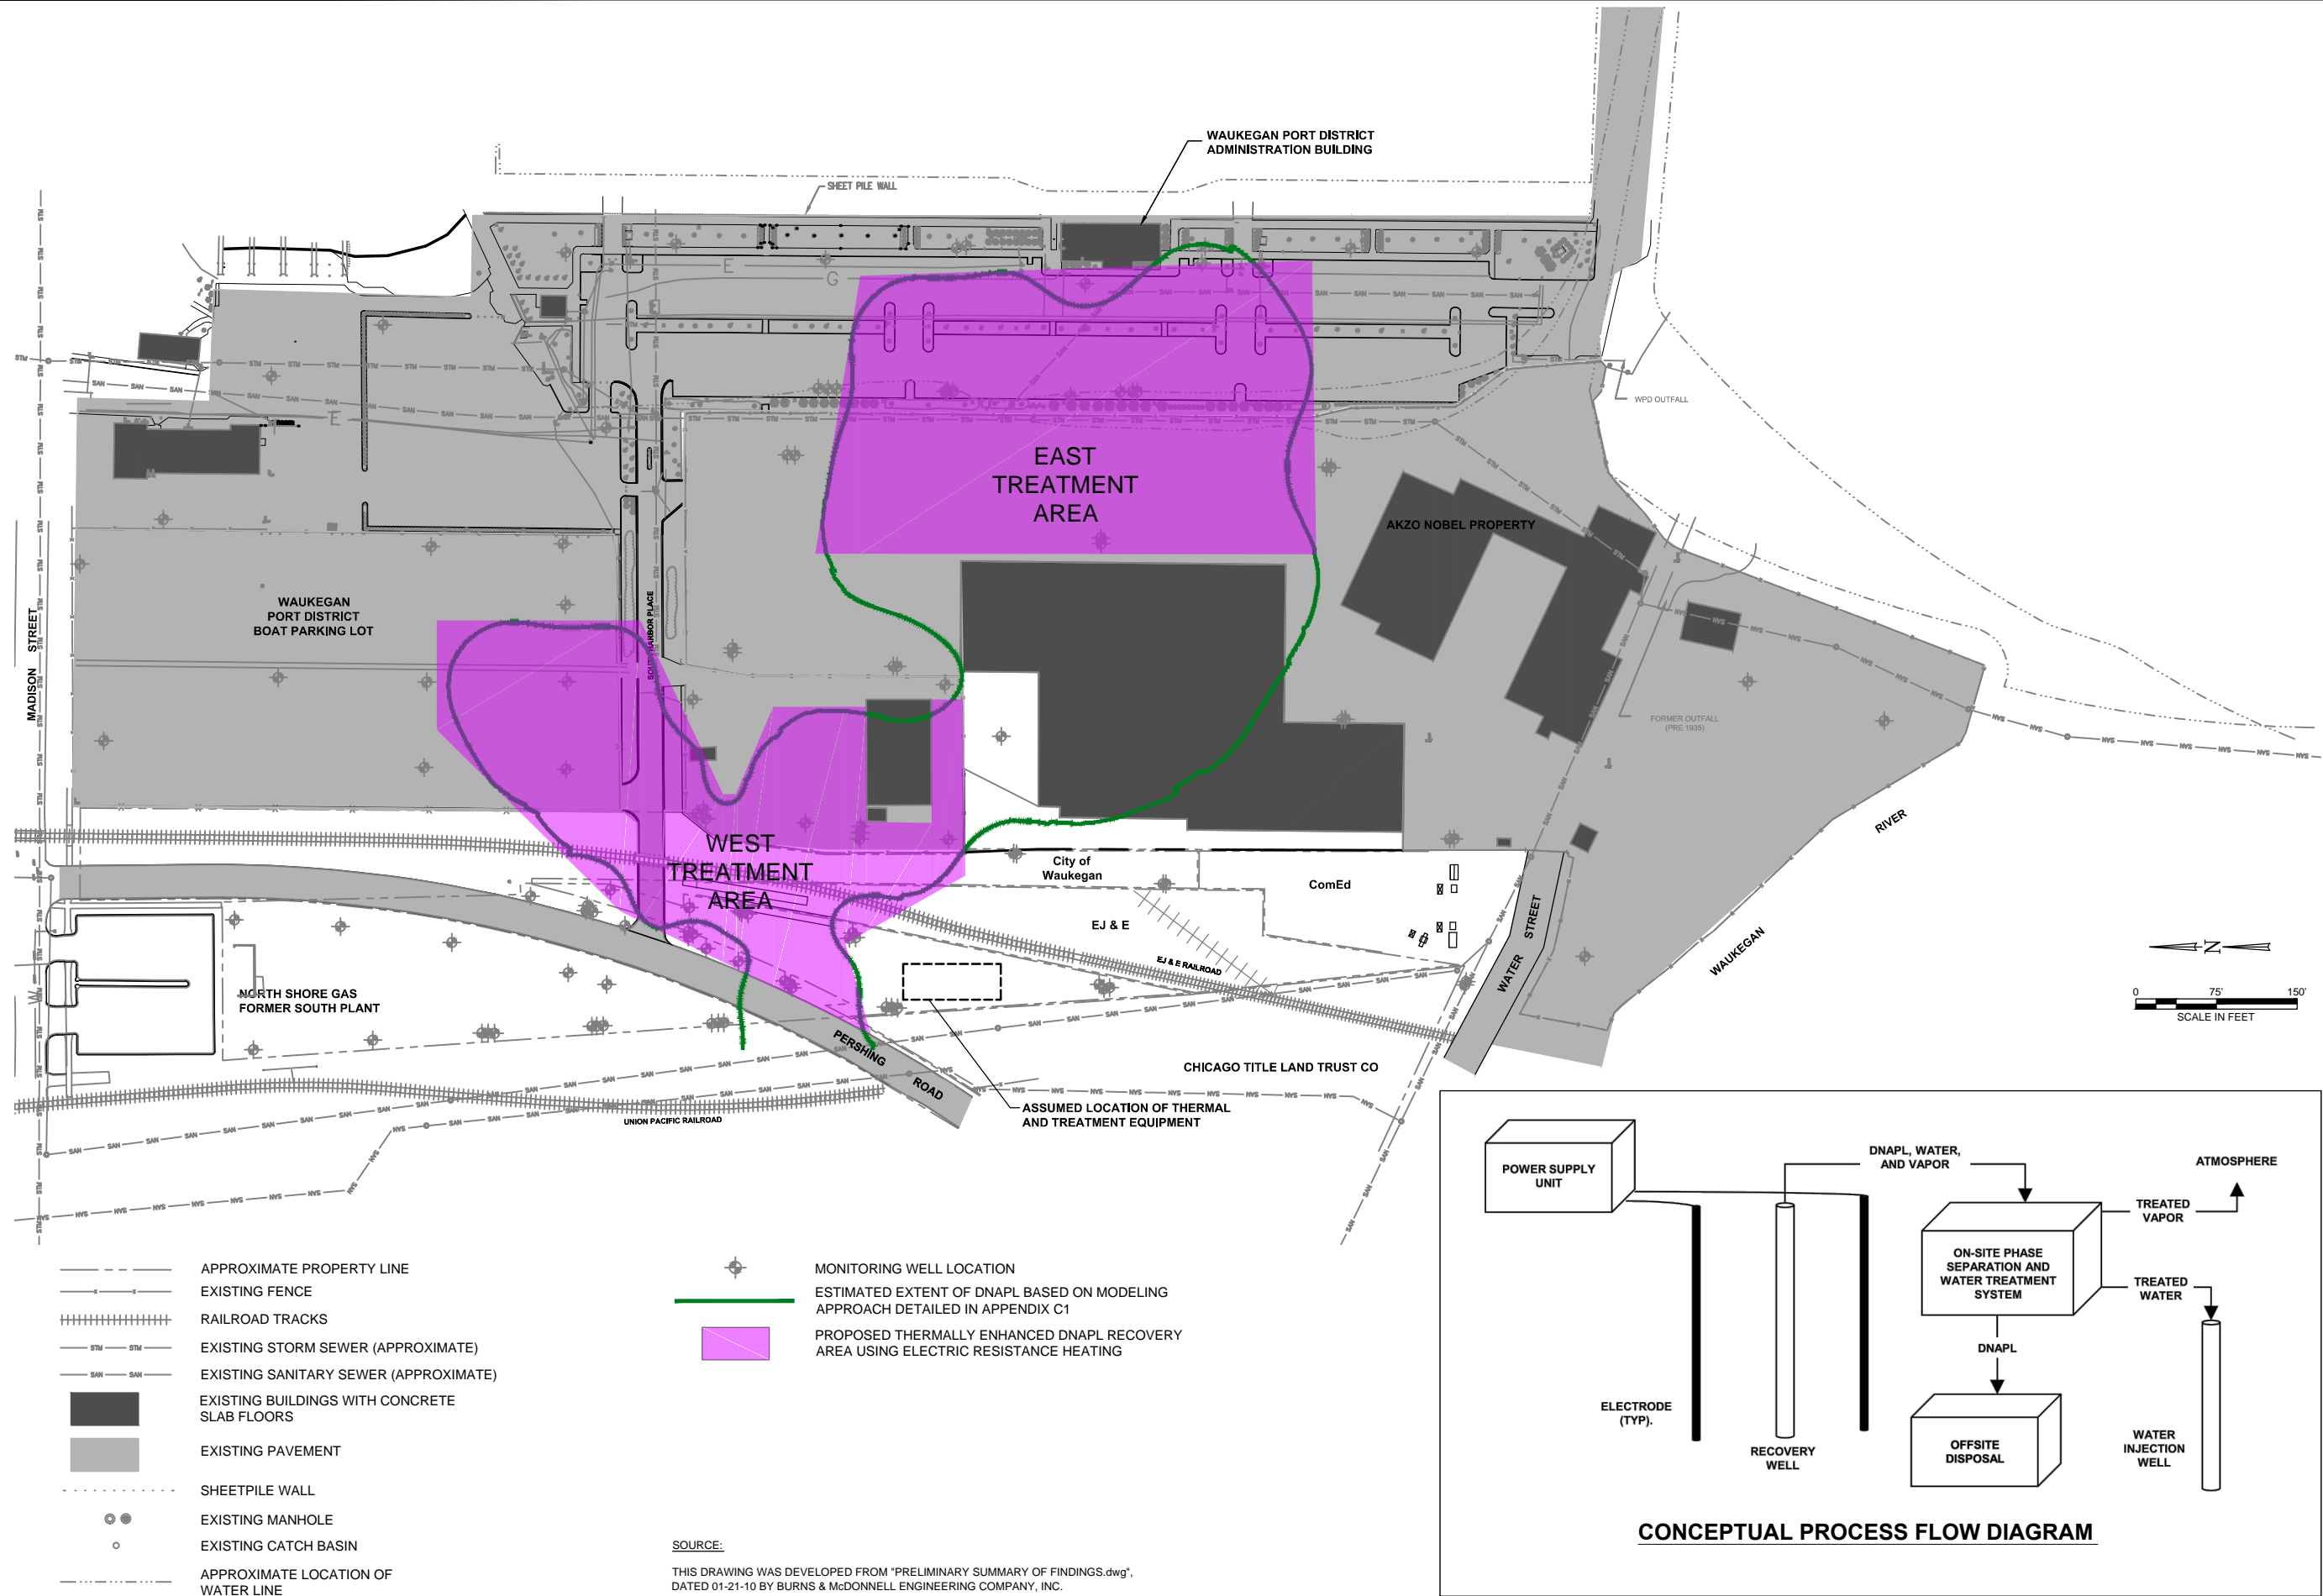 WAUKEGAN PORT DISTRICT
ADMINISTRATION BUILDING
SHEET PILE WALL
E
G
STM
SAN
E
WPD OUTFALL
EAST
TREATMENT
AREA
AKZO NOBEL PROPERTY
MADISON STREET
WAUKEGAN
PORT DISTRICT
BOAT PARKING LOT
SOUTH HARBOR PLACE
FORMER OUTFALL
(PRE 1935)
WEST
TREATMENT
AREA
City of
Waukegan
ComEd
EJ & E
EJ & E RAILROAD
WATER STREET
WAUKEGAN RIVER
N
0 75' 150'
SCALE IN FEET
NORTH SHORE GAS
FORMER SOUTH PLANT
PERSHING ROAD
CHICAGO TITLE LAND TRUST CO
ASSUMED LOCATION OF THERMAL
AND TREATMENT EQUIPMENT
UNION PACIFIC RAILROAD
APPROXIMATE PROPERTY LINE
EXISTING FENCE
RAILROAD TRACKS
STM STM EXISTING STORM SEWER (APPROXIMATE)
SAN SAN EXISTING SANITARY SEWER (APPROXIMATE)
EXISTING BUILDINGS WITH CONCRETE
SLAB FLOORS
EXISTING PAVEMENT
SHEETPILE WALL
EXISTING MANHOLE
EXISTING CATCH BASIN
APPROXIMATE LOCATION OF
WATER LINE
MONITORING WELL LOCATION
ESTIMATED EXTENT OF DNAPL BASED ON MODELING
APPROACH DETAILED IN APPENDIX C1
PROPOSED THERMALLY ENHANCED DNAPL RECOVERY
AREA USING ELECTRIC RESISTANCE HEATING
SOURCE:
THIS DRAWING WAS DEVELOPED FROM "PRELIMINARY SUMMARY OF FINDINGS.dwg",
DATED 01-21-10 BY BURNS & McDONNELL ENGINEERING COMPANY, INC.
POWER SUPPLY
UNIT
DNAPL, WATER,
AND VAPOR
ATMOSPHERE
TREATED
VAPOR
ON-SITE PHASE
SEPARATION AND
WATER TREATMENT
SYSTEM
TREATED
WATER
DNAPL
ELECTRODE
(TYP).
RECOVERY
WELL
OFFSITE
DISPOSAL
WATER
INJECTION
WELL
CONCEPTUAL PROCESS FLOW DIAGRAM